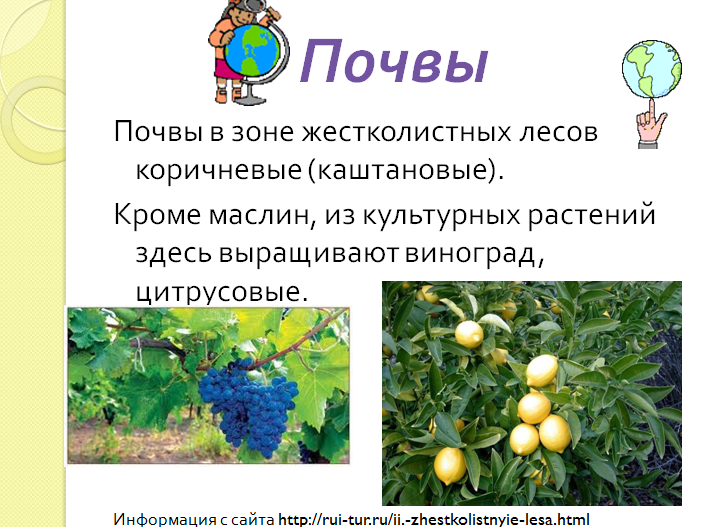 Почвы
Почвы в зоне жестколистных лесов
коричневые (каштановые).
Кроме маслин, из культурных растений
здесь выращивают виноград,
цитрусовые.
Информация с сайта http://rui-tur.ru/ii.-zhestkolistnyie-lesa.html